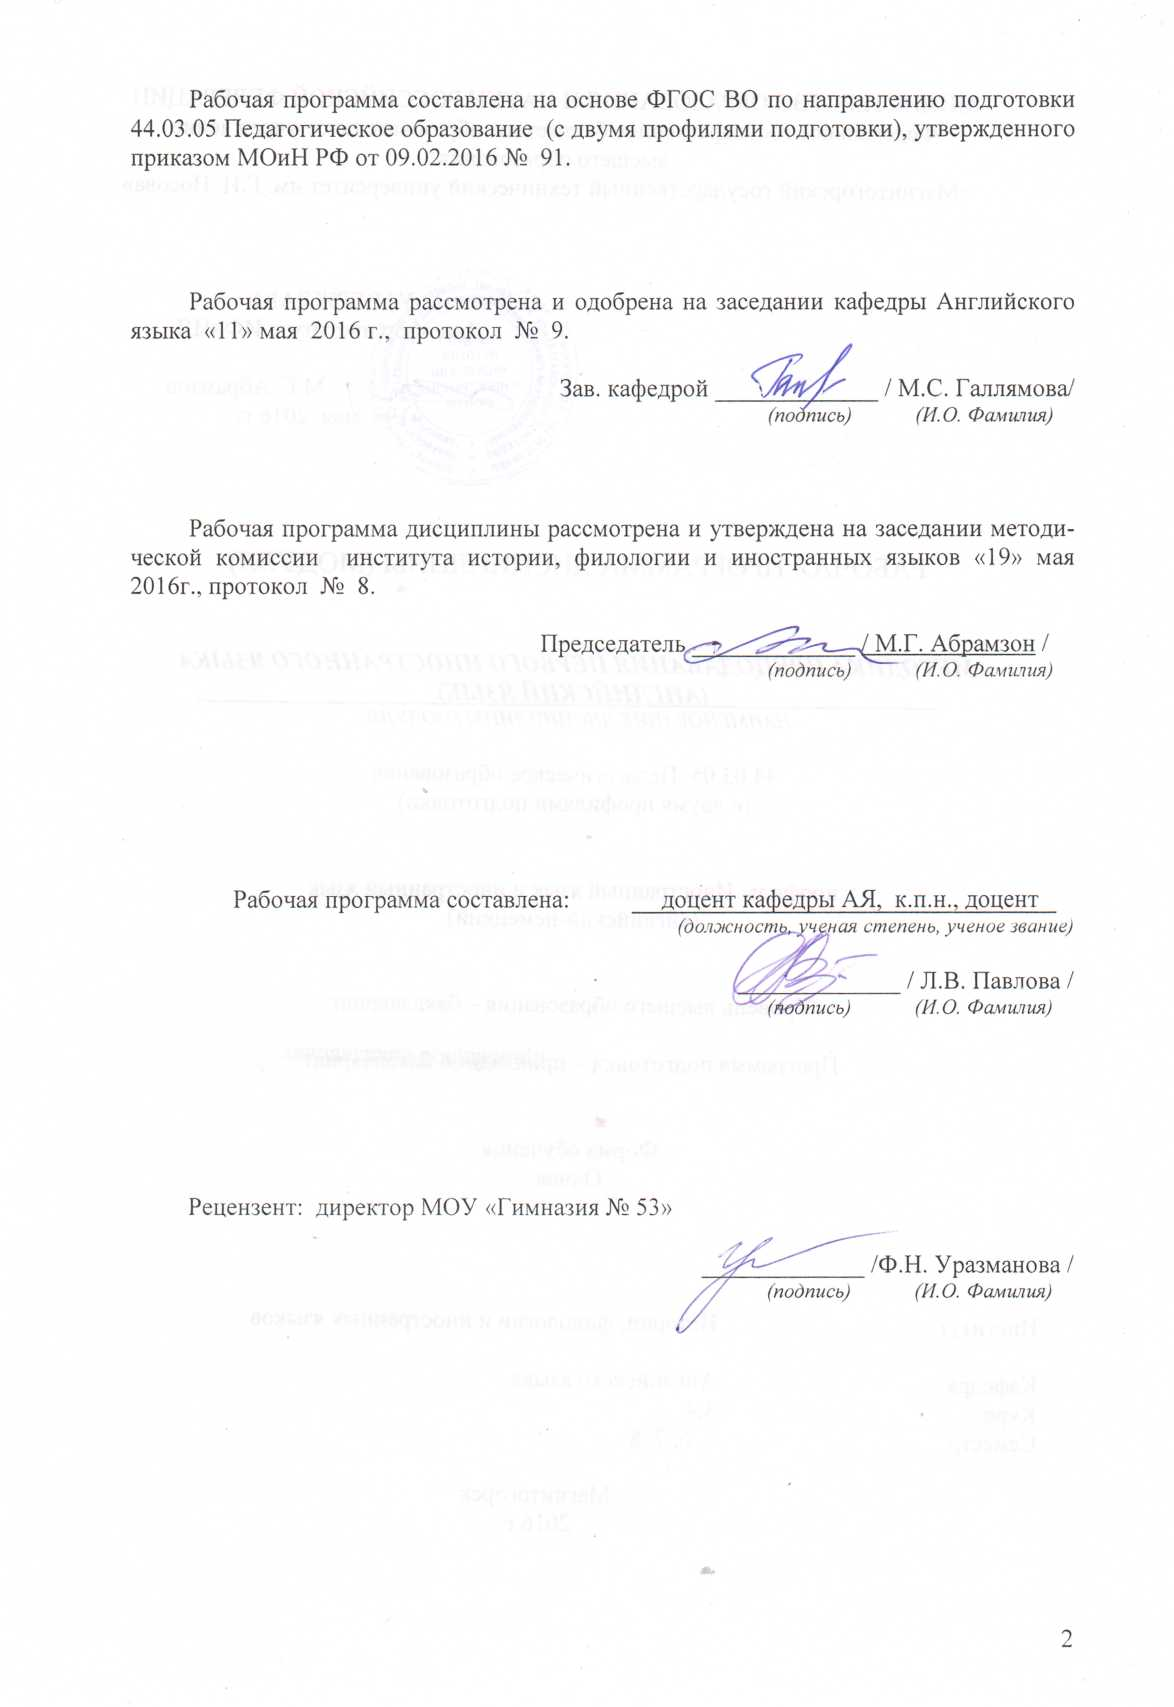 Рабочая программа составлена на основе ФГОС ВО по направлению подготовки
44.03.05 Педагогическое образование (с двумя профилями подготовки), утвержденного
приказом МОиН РФ от 09.02.2016 № 91.
Рабочая программа рассмотрена и одобрена на заседании кафедры Английского
языка «11» мая 2016 г., протокол № 9.
Зав. кафедрой _____________ / М.С. Галлямова/
(подпись) (И.О. Фамилия)
Рабочая программа дисциплины рассмотрена и утверждена на заседании методи-
ческой комиссии института истории, филологии и иностранных языков «19» мая
2016г., протокол № 8.
Председатель _____________ / М.Г. Абрамзон /
(подпись) (И.О. Фамилия)
Рабочая программа составлена: доцент кафедры АЯ, к.п.н., доцент
(должность, ученая степень, ученое звание)
_____________ / Л.В. Павлова /
(подпись) (И.О. Фамилия)
Рецензент: директор МОУ «Гимназия № 53»
_____________ /Ф.Н. Уразманова /
(подпись) (И.О. Фамилия)
2